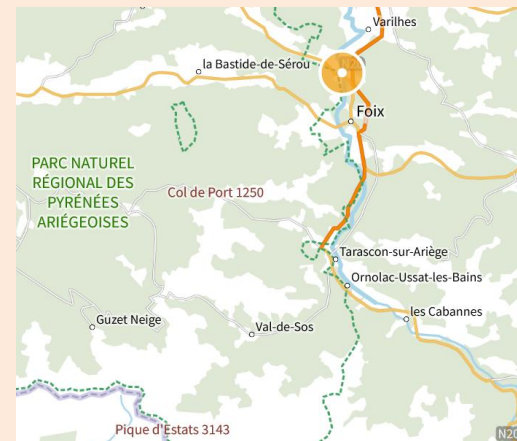 Varilhes
la Bastide-de-Sérou
Foix
PARC NATUREL
RÉGIONAL DES
PYRÉNÉES
ARIÉGEOISES
Col de Port 1250
Tarascon-sur-Ariège
Ornolac-Ussat-les-Bains
les Cabannes
Guzet Neige
Val-de-Sos
Pique d'Estats 3143
N20